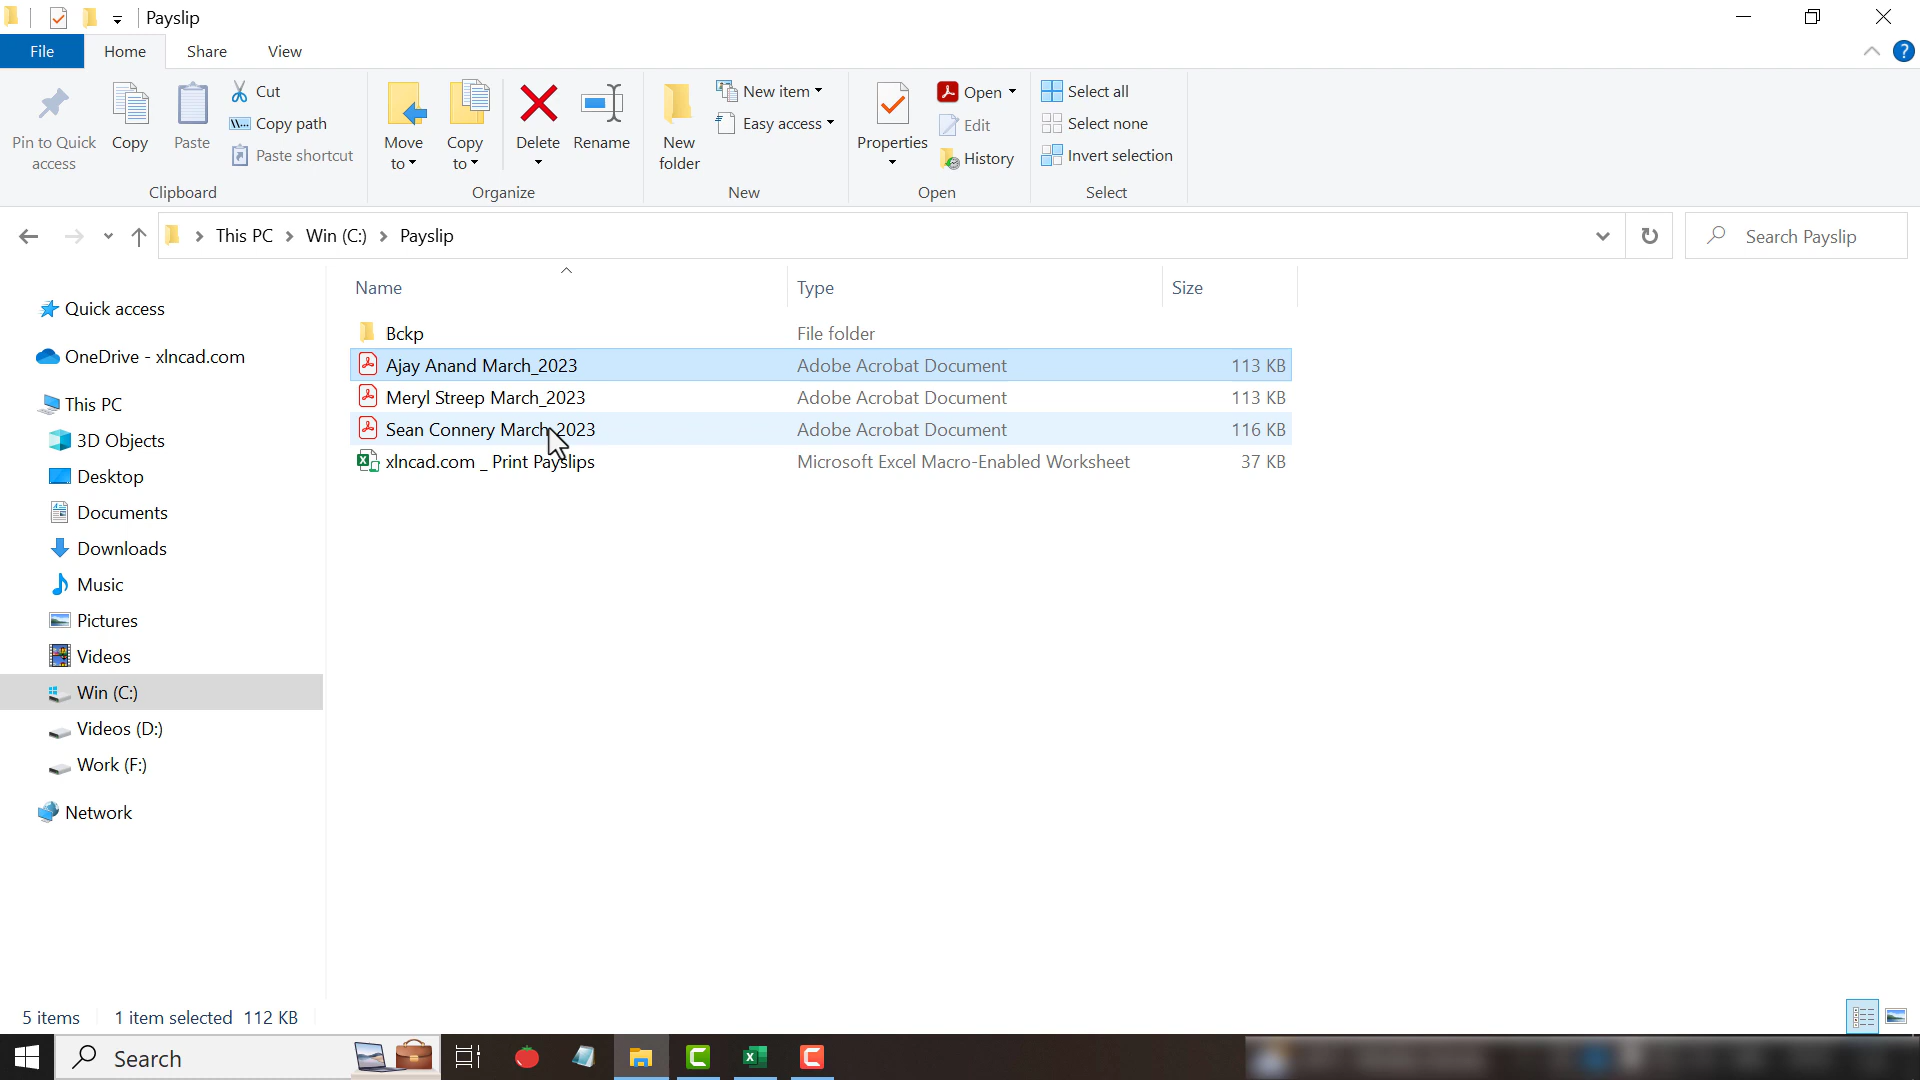 Payslip
File Home Share View
Pin to Quick access
Copy
Paste
Cut
Copy path
Paste shortcut
Clipboard
Move to
Copy to
Delete
Rename
Organize
New folder
New item
Easy access
New
Properties
Open
Edit
History
Open
Select all
Select none
Invert selection
Select
This PC > Win (C:) > Payslip
Search Payslip
Quick access
OneDrive - xlncad.com
This PC
3D Objects
Desktop
Documents
Downloads
Music
Pictures
Videos
Win (C:)
Videos (D:)
Work (F:)
Network
Name Type Size
Bckp File folder
Ajay Anand March_2023 Adobe Acrobat Document 113 KB
Meryl Streep March_2023 Adobe Acrobat Document 113 KB
Sean Connery March_2023 Adobe Acrobat Document 116 KB
xlncad.com _ Print Payslips Microsoft Excel Macro-Enabled Worksheet 37 KB
5 items 1 item selected 112 KB
Search